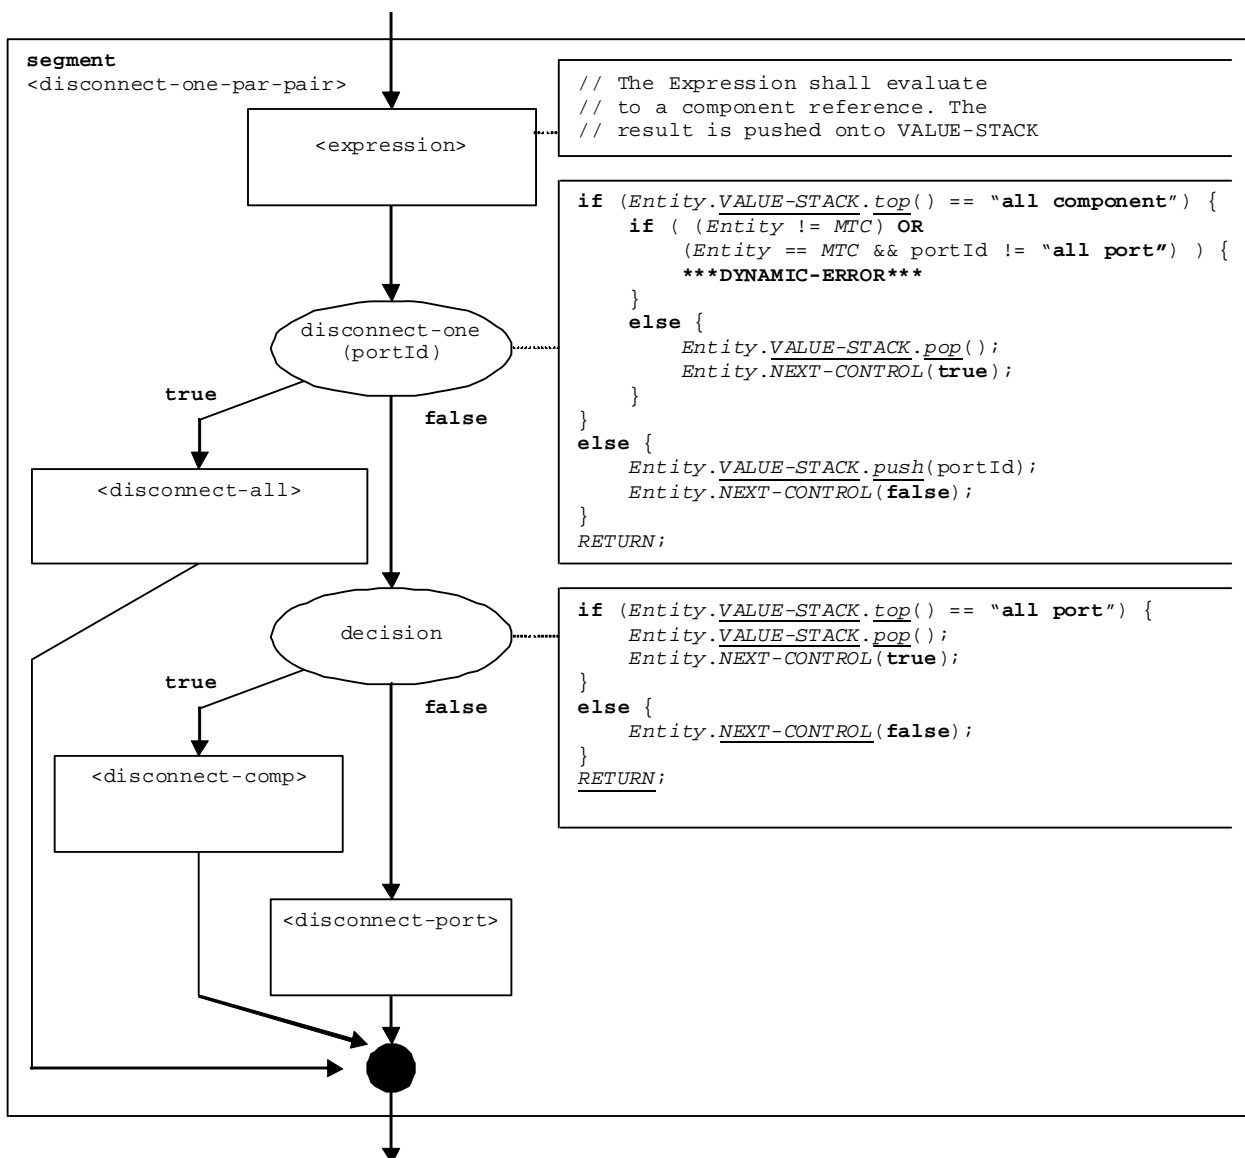 segment
<disconnect-one-par-pair>
<expression>
// The Expression shall evaluate
// to a component reference. The
// result is pushed onto VALUE-STACK
disconnect-one
(portId)
if (Entity.VALUE-STACK.top() == “all component”) {
if ( (Entity != MTC) OR
(Entity == MTC && portId != “all port”) ) {
***DYNAMIC-ERROR***
}
else {
Entity.VALUE-STACK.pop();
Entity.NEXT-CONTROL(true);
}
}
else {
Entity.VALUE-STACK.push(portId);
Entity.NEXT-CONTROL(false);
}
RETURN;
true
false
<disconnect-all>
decision
if (Entity.VALUE-STACK.top() == “all port”) {
Entity.VALUE-STACK.pop();
Entity.NEXT-CONTROL(true);
}
else {
Entity.NEXT-CONTROL(false);
}
RETURN;
true
false
<disconnect-comp>
<disconnect-port>